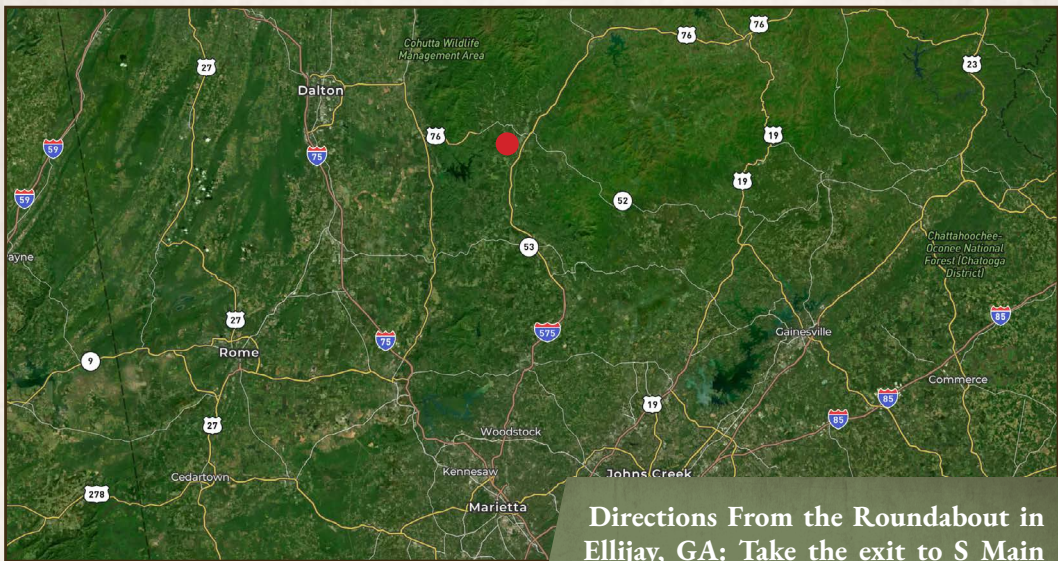 76
76
Cohutta Wildlife
Management Area
27
23
Dalton
76
19
59
75
59
19
52
Chattahoochee-
Oconee National
Forest (Chatooga
District)
53
ayne
27
85
575
Gainesville
75
Rome
9
Commerce
85
19
85
27
Woodstock
Kennesaw
Johns Creek
Cedartown
278
Marietta
Directions From the Roundabout in
Ellijay, GA: Take the exit to S Main